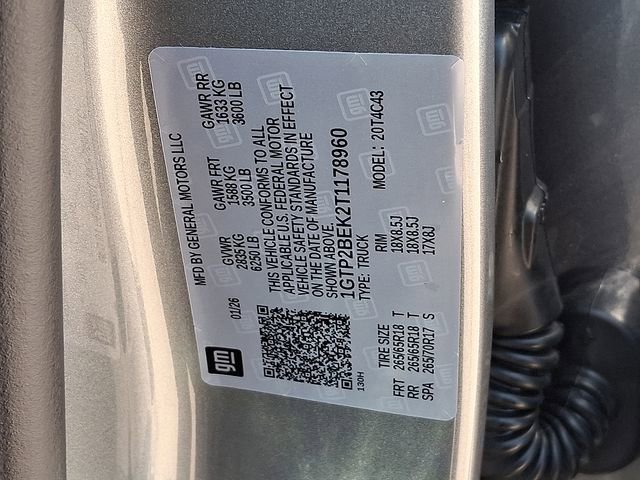 MFD BY GENERAL MOTORS LLC
gm
01/26
GVWR GAWR FRT GAWR RR
2835 KG 1588 KG 1633 KG
6250 LB 3500 LB 3600 LB
THIS VEHICLE CONFORMS TO ALL
APPLICABLE U.S. FEDERAL MOTOR
VEHICLE SAFETY STANDARDS IN EFFECT
ON THE DATE OF MANUFACTURE
SHOWN ABOVE.
1GTP2BEK2T1178960
TYPE: TRUCK MODEL: 20T4C43
130H
TIRE SIZE RIM
FRT 265/65R18 T 18X8.5J
RR 265/65R18 T 18X8.5J
SPA 265/70R17 S 17X8J